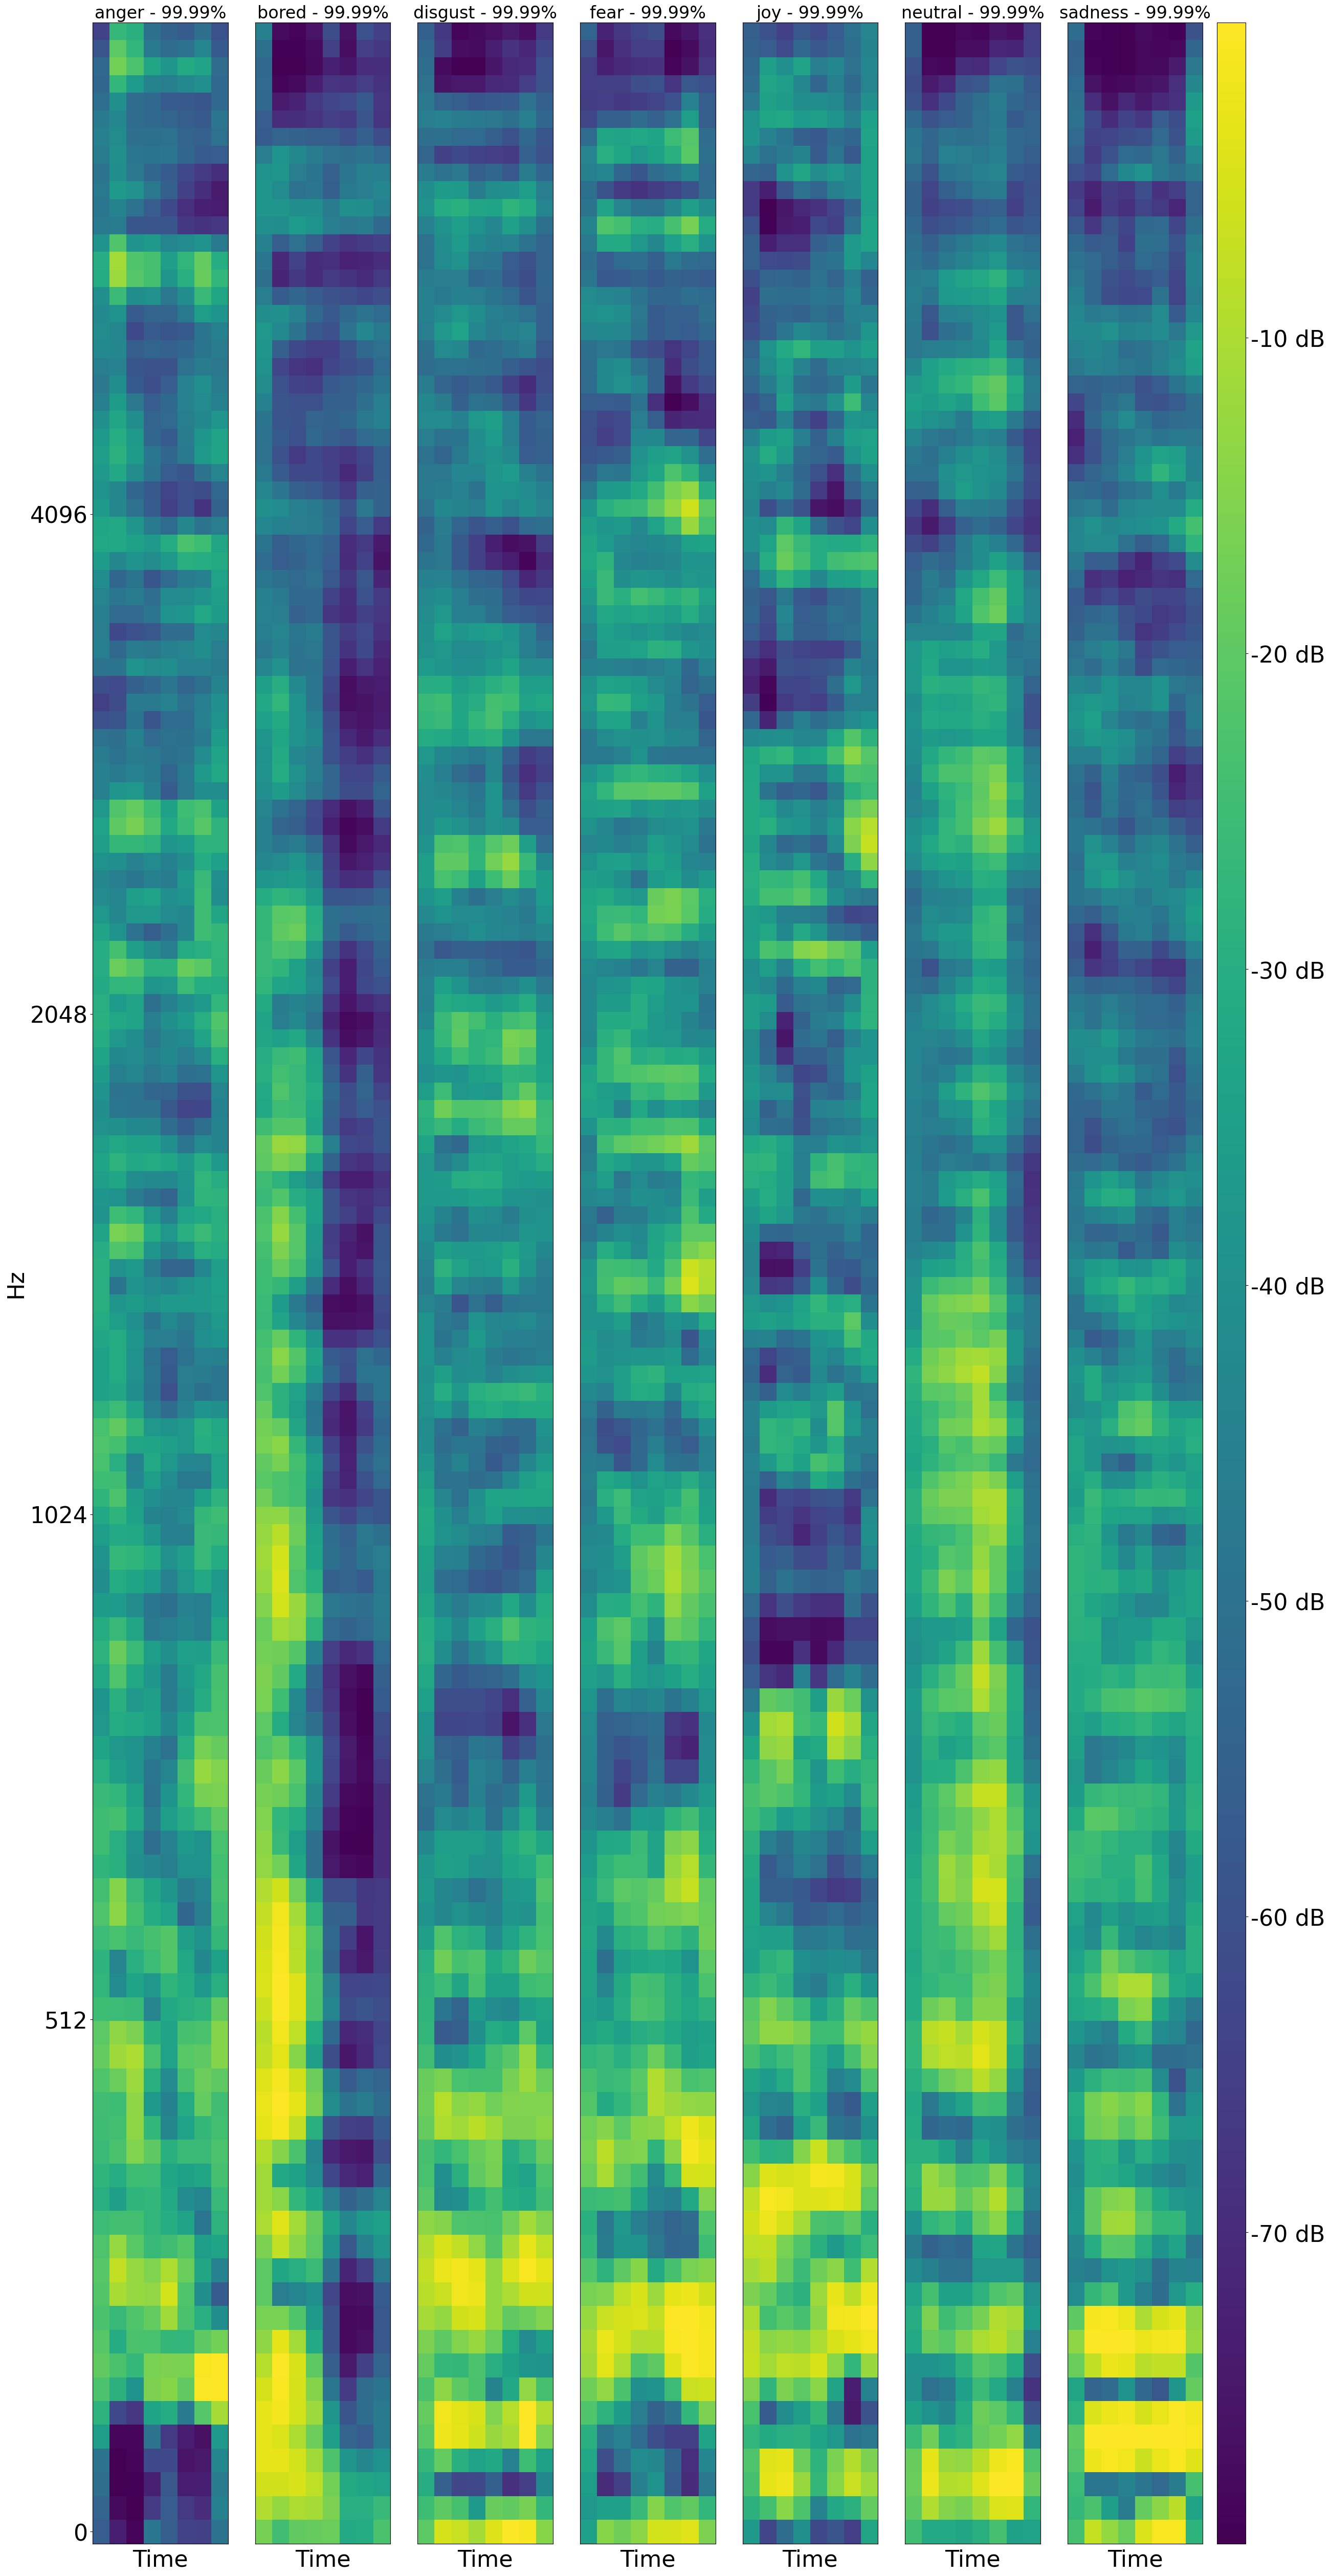 anger - 99.99% bored - 99.99% disgust - 99.99% fear - 99.99% joy - 99.99% neutral - 99.99% sadness - 99.99%
-10 dB
4096
-20 dB
-30 dB
2048
Hz
-40 dB
1024
-50 dB
-60 dB
512
-70 dB
0
Time Time Time Time Time Time Time